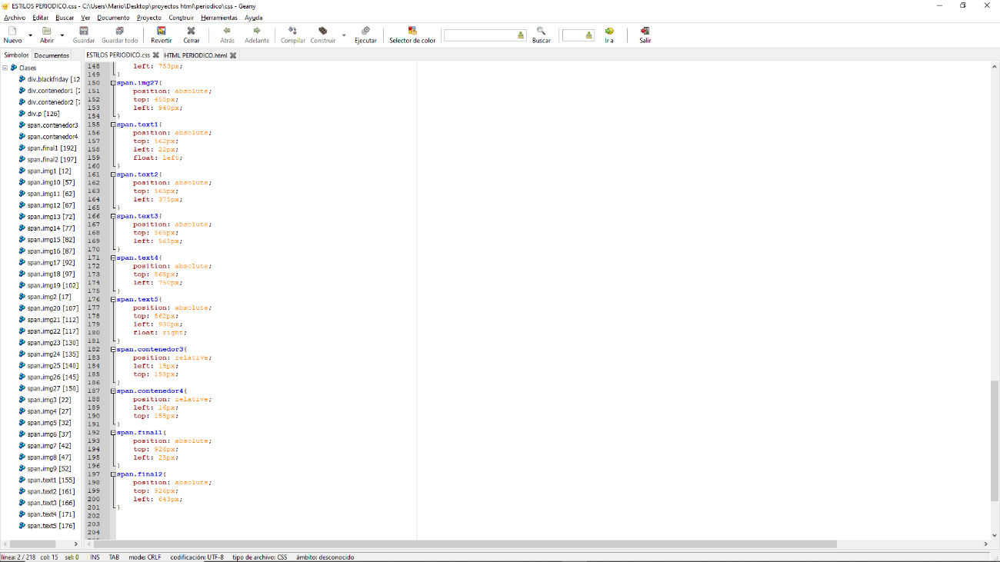 ESTILOS PERIODICO.css - C:\Users\Mario\Desktop\proyectos html\periodico\css - Geany
Archivo Editar Buscar Ver Documento Proyecto Construir Herramientas Ayuda
Nuevo Abrir Guardar Guardar todo Revertir Cerrar Atrás Adelante Compilar Construir Ejecutar Selector de color Buscar Ir a Salir
Símbolos Documentos
ESTILOS PERIODICO.css HTML PERIODICO.html
Clases
div.blackfriday [12
div.contenedor1 [2
div.contenedor2 [7
div.p [126]
span.contenedor3
span.contenedor4
span.final1 [192]
span.final2 [197]
span.img1 [12]
span.img10 [57]
span.img11 [62]
span.img12 [67]
span.img13 [72]
span.img14 [77]
span.img15 [82]
span.img16 [87]
span.img17 [92]
span.img18 [97]
span.img19 [102]
span.img2 [17]
span.img20 [107]
span.img21 [112]
span.img22 [117]
span.img23 [130]
span.img24 [135]
span.img25 [140]
span.img26 [145]
span.img27 [150]
span.img3 [22]
span.img4 [27]
span.img5 [32]
span.img6 [37]
span.img7 [42]
span.img8 [47]
span.img9 [52]
span.text1 [155]
span.text2 [161]
span.text3 [166]
span.text4 [171]
span.text5 [176]
148 left: 753px;
149 }
150 span.img27{
151 position: absolute;
152 top: 458px;
153 left: 940px;
154 }
155 span.text1{
156 position: absolute;
157 top: 562px;
158 left: 22px;
159 float: left;
160 }
161 span.text2{
162 position: absolute;
163 top: 565px;
164 left: 375px;
165 }
166 span.text3{
167 position: absolute;
168 top: 565px;
169 left: 565px;
170 }
171 span.text4{
172 position: absolute;
173 top: 565px;
174 left: 750px;
175 }
176 span.text5{
177 position: absolute;
178 top: 562px;
179 left: 930px;
180 float: right;
181 }
182 span.contenedor3{
183 position: relative;
184 left: 15px;
185 top: 155px;
186 }
187 span.contenedor4{
188 position: relative;
189 left: 16px;
190 top: 155px;
191 }
192 span.final1{
193 position: absolute;
194 top: 926px;
195 left: 25px;
196 }
197 span.final2{
198 position: absolute;
199 top: 926px;
200 left: 643px;
201 }
202
203
204
línea: 2 / 218 col: 15 sel: 0 INS TAB mode: CRLF codificación: UTF-8 tipo de archivo: CSS ámbito: desconocido